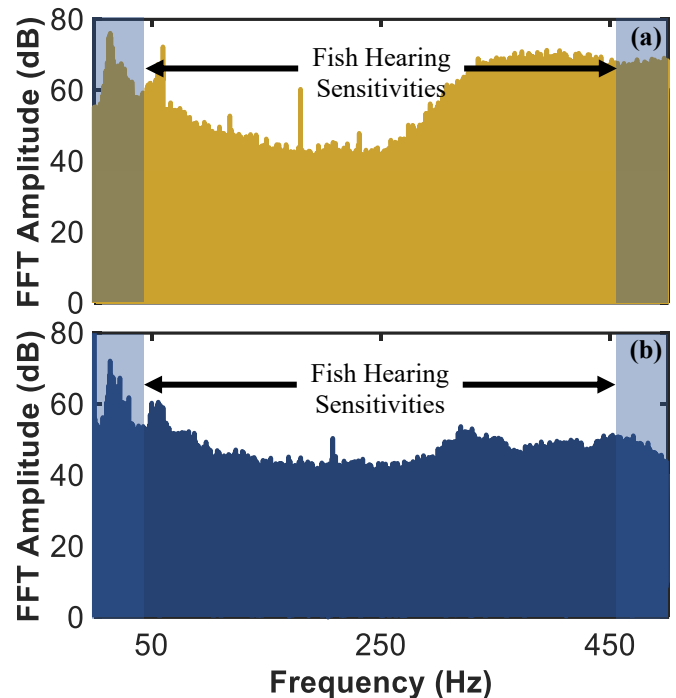 80
(a)
FFT Amplitude (dB)
Fish Hearing
Sensitivities
60
40
20
0
80
(b)
FFT Amplitude (dB)
Fish Hearing
Sensitivities
60
40
20
0
50
250
450
Frequency (Hz)